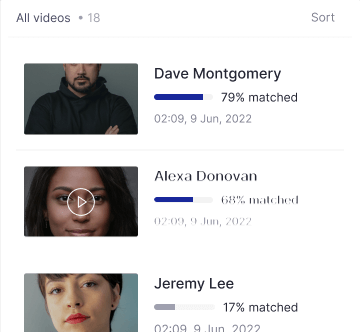 All videos • 18
Sort
Dave Montgomery
79% matched
02:09, 9 Jun, 2022
Alexa Donovan
68% matched
02:09, 9 Jun, 2022
Jeremy Lee
17% matched
02:09, 9 Jun, 2022